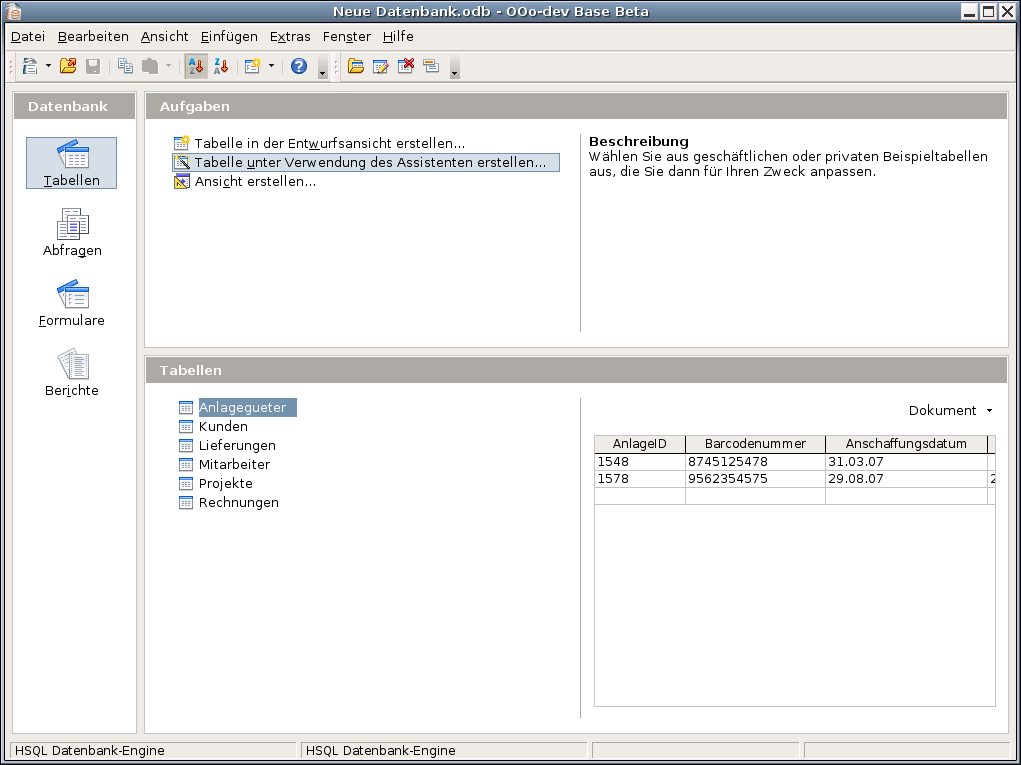 Neue Datenbank.odb - OOo-dev Base Beta
Datei Bearbeiten Ansicht Einfügen Extras Fenster Hilfe
Datenbank
Tabellen
Abfragen
Formulare
Berichte
Aufgaben
Tabelle in der Entwurfsansicht erstellen...
Tabelle unter Verwendung des Assistenten erstellen...
Ansicht erstellen...
Beschreibung
Wählen Sie aus geschäftlichen oder privaten Beispieltabellen
aus, die Sie dann für Ihren Zweck anpassen.
Tabellen
Anlagegueter
Kunden
Lieferungen
Mitarbeiter
Projekte
Rechnungen
Dokument
AnlageID Barcodenummer Anschaffungsdatum
1548 8745125478 31.03.07
1578 9562354575 29.08.07 2
HSQL Datenbank-Engine HSQL Datenbank-Engine